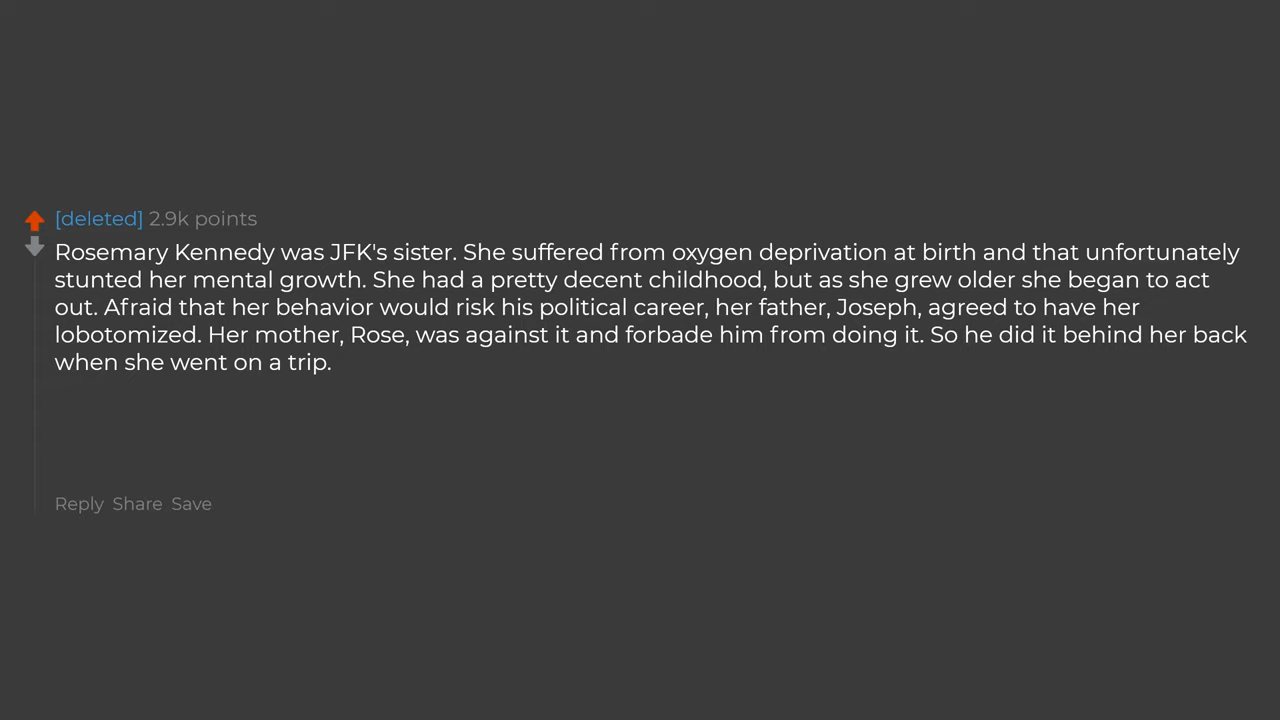 [deleted] 2.9k points
Rosemary Kennedy was JFK's sister. She suffered from oxygen deprivation at birth and that unfortunately
stunted her mental growth. She had a pretty decent childhood, but as she grew older she began to act
out. Afraid that her behavior would risk his political career, her father, Joseph, agreed to have her
lobotomized. Her mother, Rose, was against it and forbade him from doing it. So he did it behind her back
when she went on a trip.
Reply Share Save